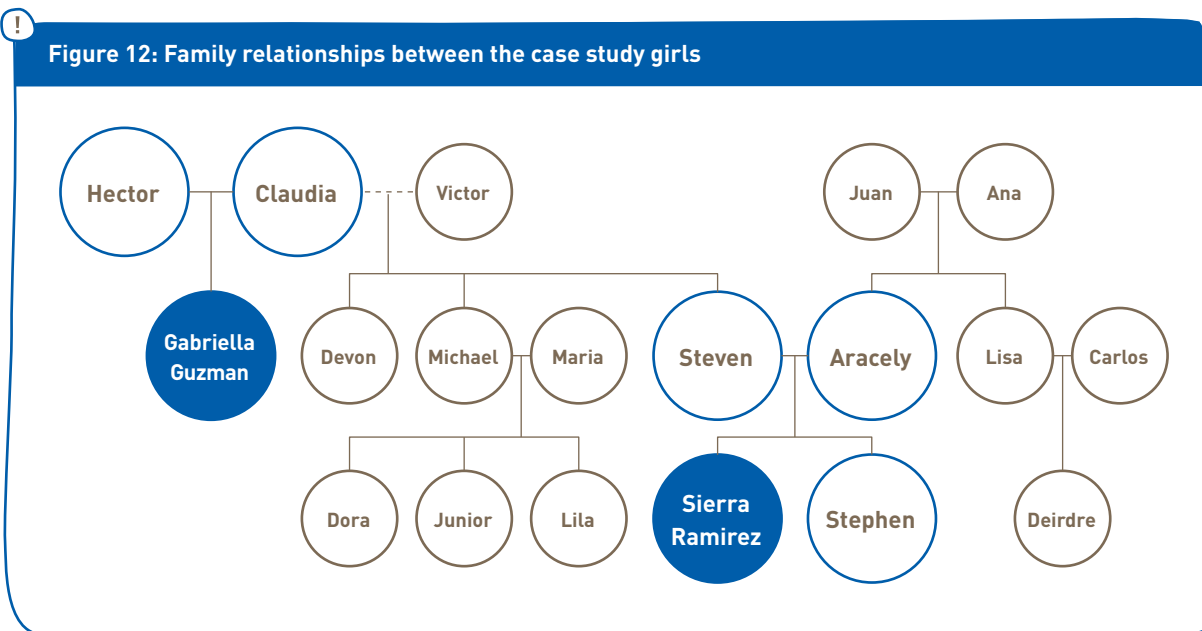 !
Figure 12: Family relationships between the case study girls
Hector
Claudia
Victor
Juan
Ana
Gabriella
Guzman
Devon
Michael
Maria
Steven
Aracely
Lisa
Carlos
Dora
Junior
Lila
Sierra
Ramirez
Stephen
Deirdre